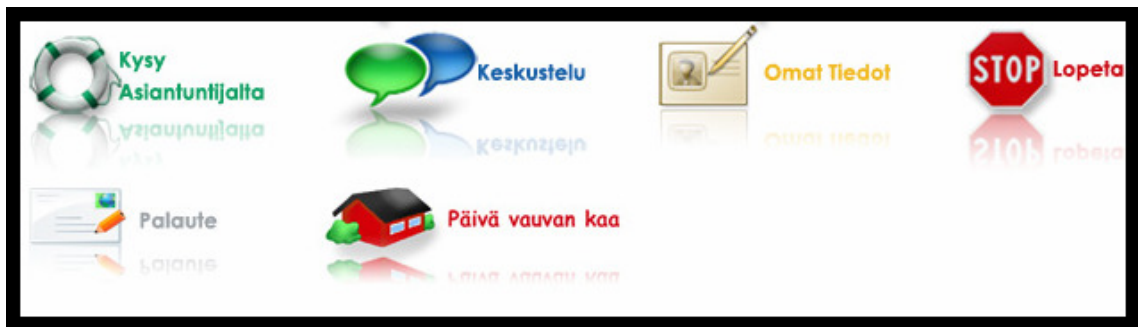 Kysy
Asiantuntijalta
Keskustelu
Omat Tiedot
STOP Lopeta
Palaute
Päivä vauvan kaa